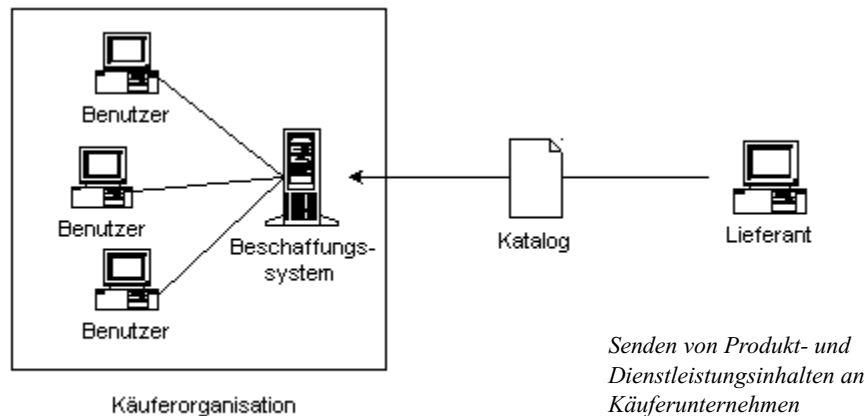 Benutzer
Benutzer
Benutzer
Beschaffungs-
system
Katalog
Lieferant
Senden von Produkt- und
Dienstleistungsinhalten an
Käuferunternehmen
Käuferorganisation